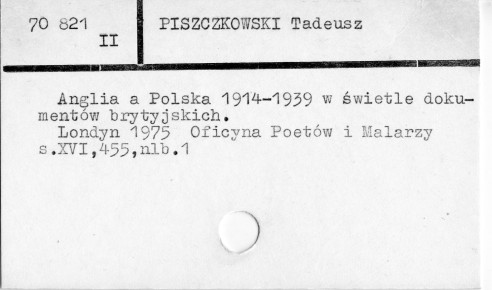 70 821
II
PISZCZKOWSKI Tadeusz
Anglia a Polska 1914-1939 w świetle doku-
mentów brytyjskich.
Londyn 1975 Oficyna Poetów i Malarzy
s.XVI,455,nlb.1